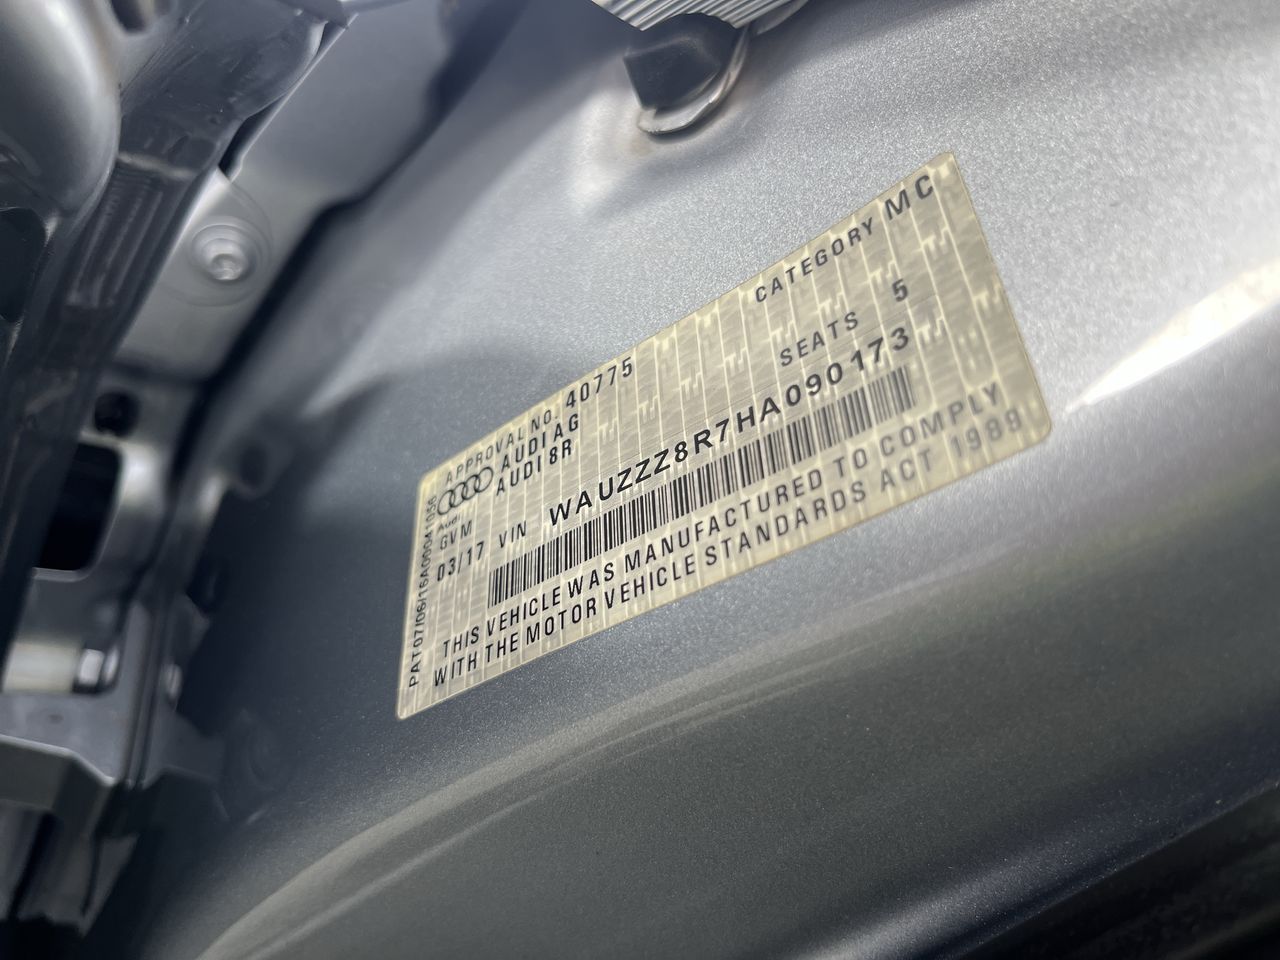 APPROVAL NO. 40775
CATEGORY MC
AUDI AG
AUDI 8R
SEATS 5
Audi
GVM
03/17 VIN WAUZZZ8R7HA090173
THIS VEHICLE WAS MANUFACTURED TO COMPLY
WITH THE MOTOR VEHICLE STANDARDS ACT 1989